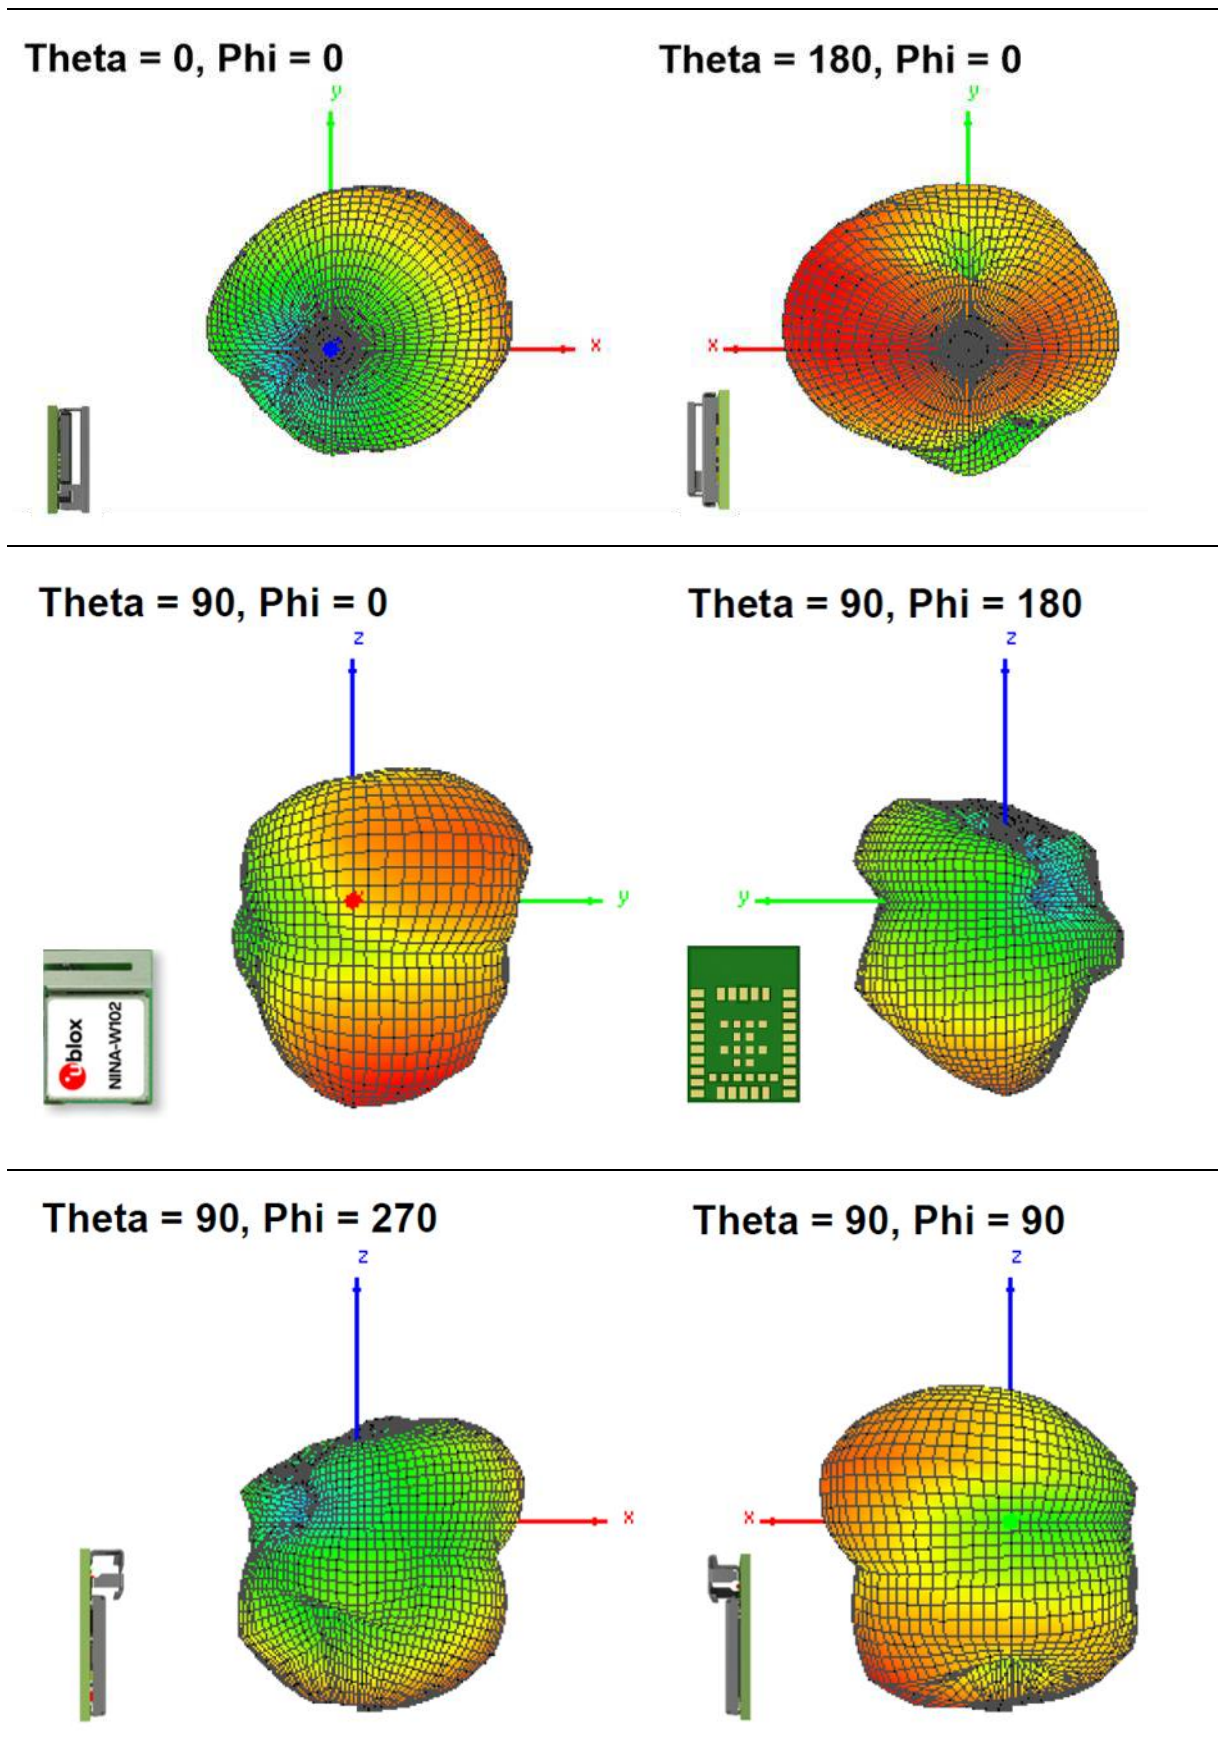 Theta = 0, Phi = 0
Theta = 180, Phi = 0
y
y
x
x
Theta = 90, Phi = 0
Theta = 90, Phi = 180
z
z
y
y
ublox
NINA-W102
Theta = 90, Phi = 270
Theta = 90, Phi = 90
z
z
x
x